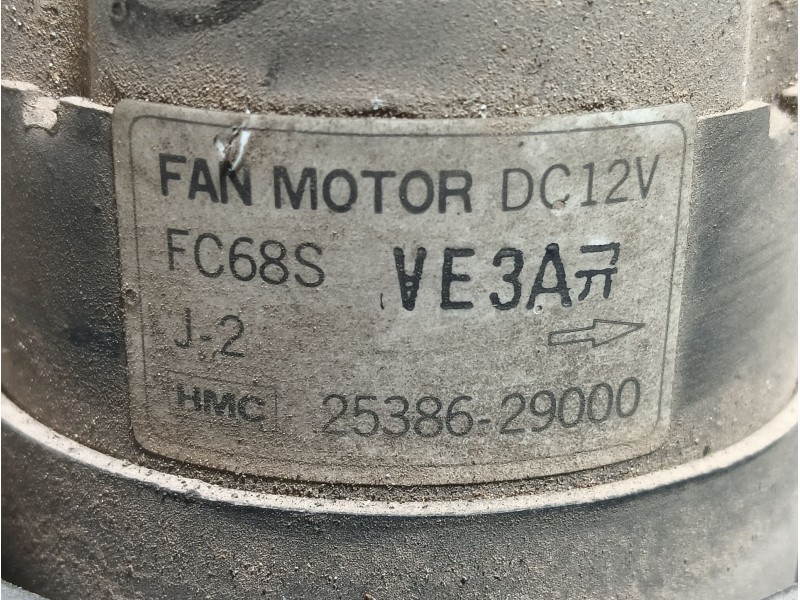 FAN MOTOR DC12V
FC68S VE3A
J-2
HMC 25386-29000